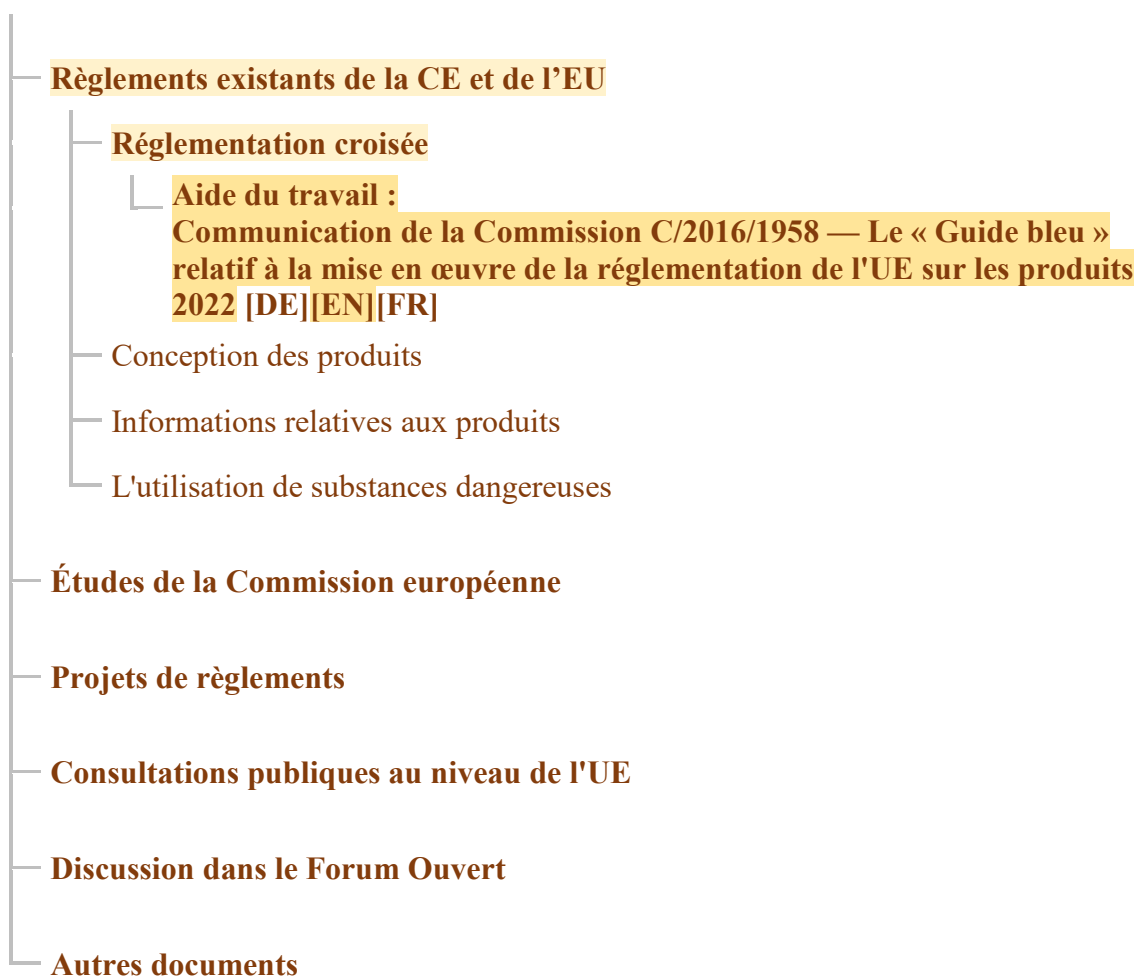 Règlements existants de la CE et de l’EU
Réglementation croisée
Aide du travail :
Communication de la Commission C/2016/1958 — Le « Guide bleu »
relatif à la mise en œuvre de la réglementation de l'UE sur les produits
2022 [DE][EN][FR]
Conception des produits
Informations relatives aux produits
L'utilisation de substances dangereuses
Études de la Commission européenne
Projets de règlements
Consultations publiques au niveau de l'UE
Discussion dans le Forum Ouvert
Autres documents